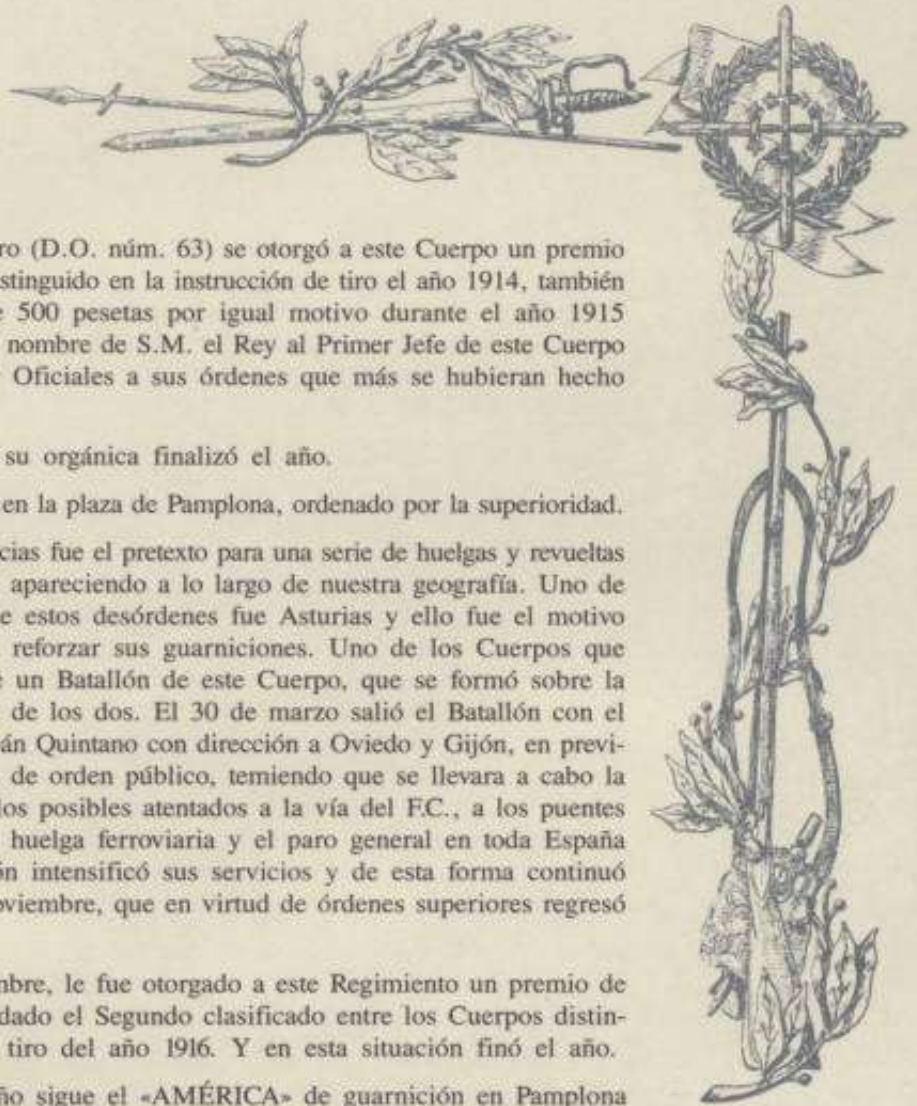 ro (D.O. núm. 63) se otorgó a este Cuerpo un premio
stinguido en la instrucción de tiro el año 1914, también
e 500 pesetas por igual motivo durante el año 1915
nombre de S.M. el Rey al Primer Jefe de este Cuerpo
Oficiales a sus órdenes que más se hubieran hecho
su orgánica finalizó el año.
en la plaza de Pamplona, ordenado por la superioridad.
cias fue el pretexto para una serie de huelgas y revueltas
apareciendo a lo largo de nuestra geografía. Uno de
e estos desórdenes fue Asturias y ello fue el motivo
reforzar sus guarniciones. Uno de los Cuerpos que
e un Batallón de este Cuerpo, que se formó sobre la
de los dos. El 30 de marzo salió el Batallón con el
án Quintano con dirección a Oviedo y Gijón, en previ-
de orden público, temiendo que se llevara a cabo la
los posibles atentados a la vía del F.C., a los puentes
huelga ferroviaria y el paro general en toda España
ón intensificó sus servicios y de esta forma continuó
oviembre, que en virtud de órdenes superiores regresó
mbre, le fue otorgado a este Regimiento un premio de
dado el Segundo clasificado entre los Cuerpos distin-
tiro del año 1916. Y en esta situación finó el año.
ño sigue el «AMÉRICA» de guarnición en Pamplona